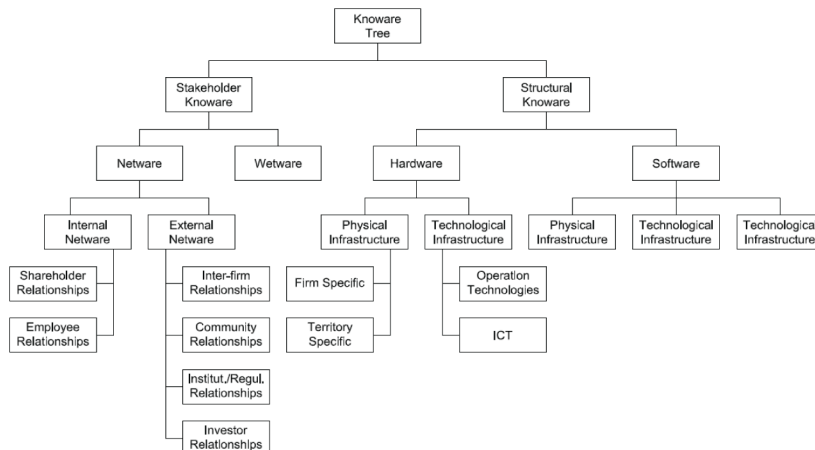 Knoware
Tree
Stakeholder
Knoware
Structural
Knoware
Netware
Wetware
Hardware
Software
Internal
Netware
External
Netware
Physical
Infrastructure
Technological
Infrastructure
Physical
Infrastructure
Technological
Infrastructure
Technological
Infrastructure
Shareholder
Relationships
Inter-firm
Relationships
Firm Specific
Operation
Technologies
Employee
Relationships
Community
Relationships
Territory
Specific
ICT
Institut./Regul.
Relationships
Investor
Relationships